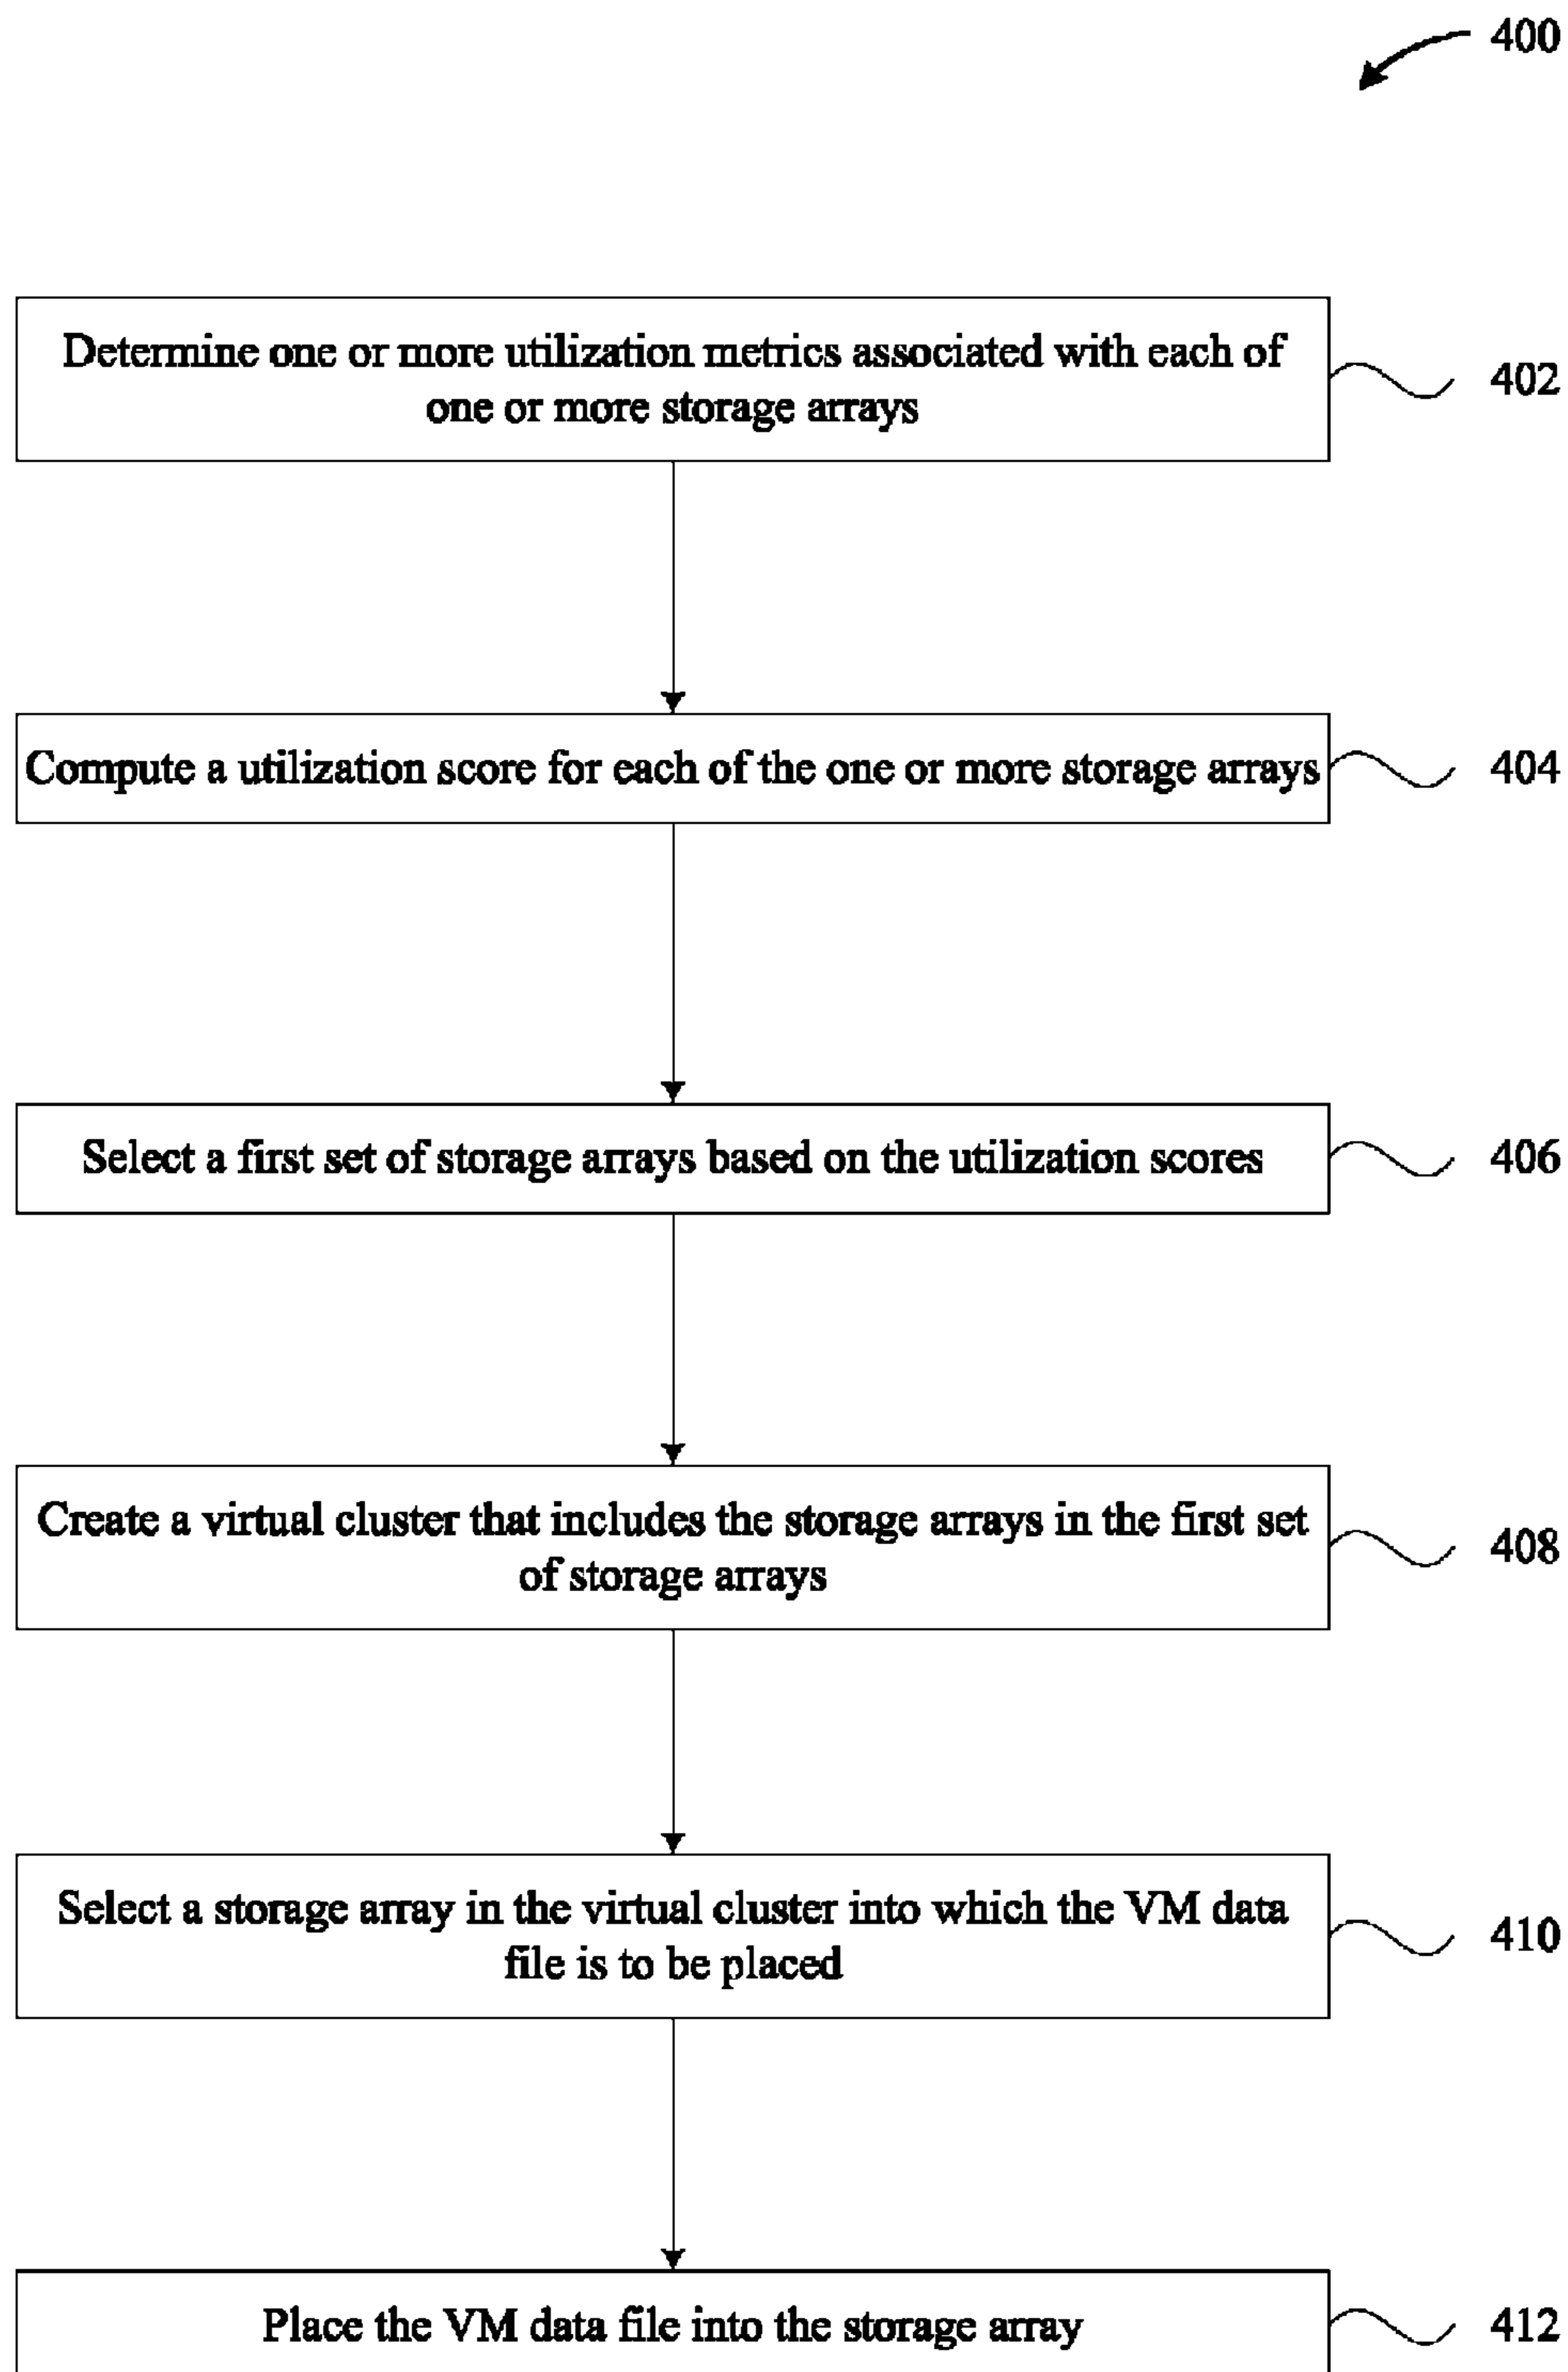 400
Determine one or more utilization metrics associated with each of
one or more storage arrays
402
Compute a utilization score for each of the one or more storage arrays
404
Select a first set of storage arrays based on the utilization scores
406
Create a virtual cluster that includes the storage arrays in the first set
of storage arrays
408
Select a storage array in the virtual cluster into which the VM data
file is to be placed
410
Place the VM data file into the storage array
412